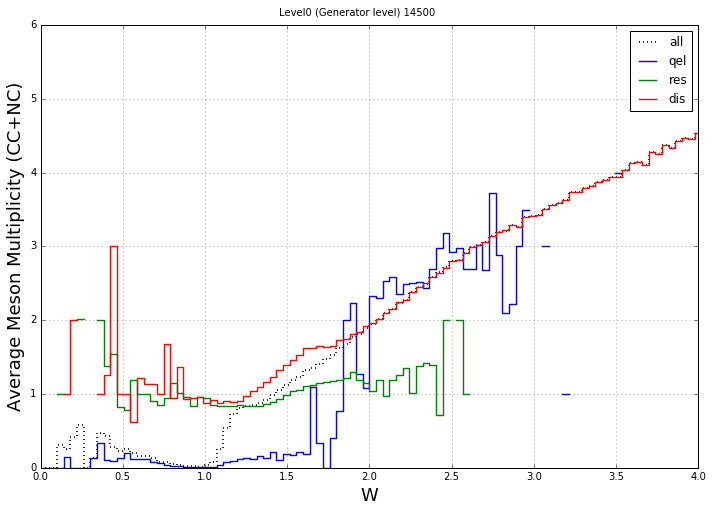 Level0 (Generator level) 14500
Average Meson Multiplicity (CC+NC)
6
5
4
3
2
1
0
all
qel
res
dis
0.0 0.5 1.0 1.5 2.0 2.5 3.0 3.5 4.0
W